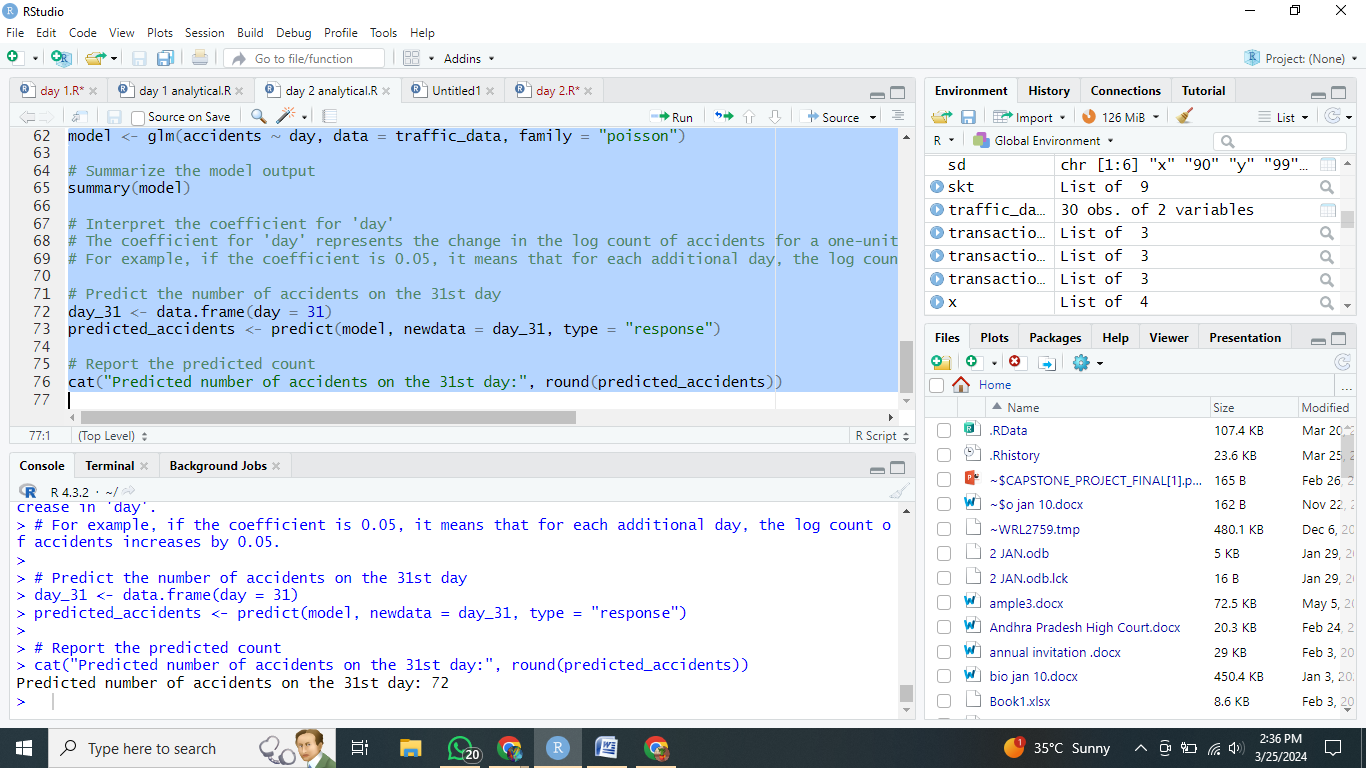 RStudio
File Edit Code View Plots Session Build Debug Profile Tools Help
Go to file/function Addins Project: (None)
day 1.R* day 1 analytical.R day 2 analytical.R Untitled1 day 2.R*
Source on Save Run Source
62 model <- glm(accidents ~ day, data = traffic_data, family = "poisson")
63
64 # Summarize the model output
65 summary(model)
66
67 # Interpret the coefficient for 'day'
68 # The coefficient for 'day' represents the change in the log count of accidents for a one-unit
69 # For example, if the coefficient is 0.05, it means that for each additional day, the log coun
70
71 # Predict the number of accidents on the 31st day
72 day_31 <- data.frame(day = 31)
73 predicted_accidents <- predict(model, newdata = day_31, type = "response")
74
75 # Report the predicted count
76 cat("Predicted number of accidents on the 31st day:", round(predicted_accidents))
77
77:1 (Top Level) R Script
Console Terminal Background Jobs
R R 4.3.2 · ~/
crease in 'day'.
> # For example, if the coefficient is 0.05, it means that for each additional day, the log count o
f accidents increases by 0.05.
>
> # Predict the number of accidents on the 31st day
> day_31 <- data.frame(day = 31)
> predicted_accidents <- predict(model, newdata = day_31, type = "response")
>
> # Report the predicted count
> cat("Predicted number of accidents on the 31st day:", round(predicted_accidents))
Predicted number of accidents on the 31st day: 72
>
Environment History Connections Tutorial
Import 126 MiB List
R Global Environment
sd chr [1:6] "x" "90" "y" "99"...
skt List of 9
traffic_da... 30 obs. of 2 variables
transactio... List of 3
transactio... List of 3
transactio... List of 3
x List of 4
Files Plots Packages Help Viewer Presentation
Home ...
Name Size Modified
.RData 107.4 KB Mar 20, 2
.Rhistory 23.6 KB Mar 25, 2
~$CAPSTONE_PROJECT_FINAL[1].p... 165 B Feb 26, 2
~$o jan 10.docx 162 B Nov 22, 2
~WRL2759.tmp 480.1 KB Dec 6, 20
2 JAN.odb 5 KB Jan 29, 2
2 JAN.odb.lck 16 B Jan 29, 2
ample3.docx 72.5 KB May 5, 20
Andhra Pradesh High Court.docx 20.3 KB Feb 24, 2
annual invitation .docx 29 KB Feb 3, 20
bio jan 10.docx 450.4 KB Jan 3, 20
Book1.xlsx 8.6 KB Feb 3, 20
Type here to search 20 R 1 35°C Sunny 2:36 PM
3/25/2024